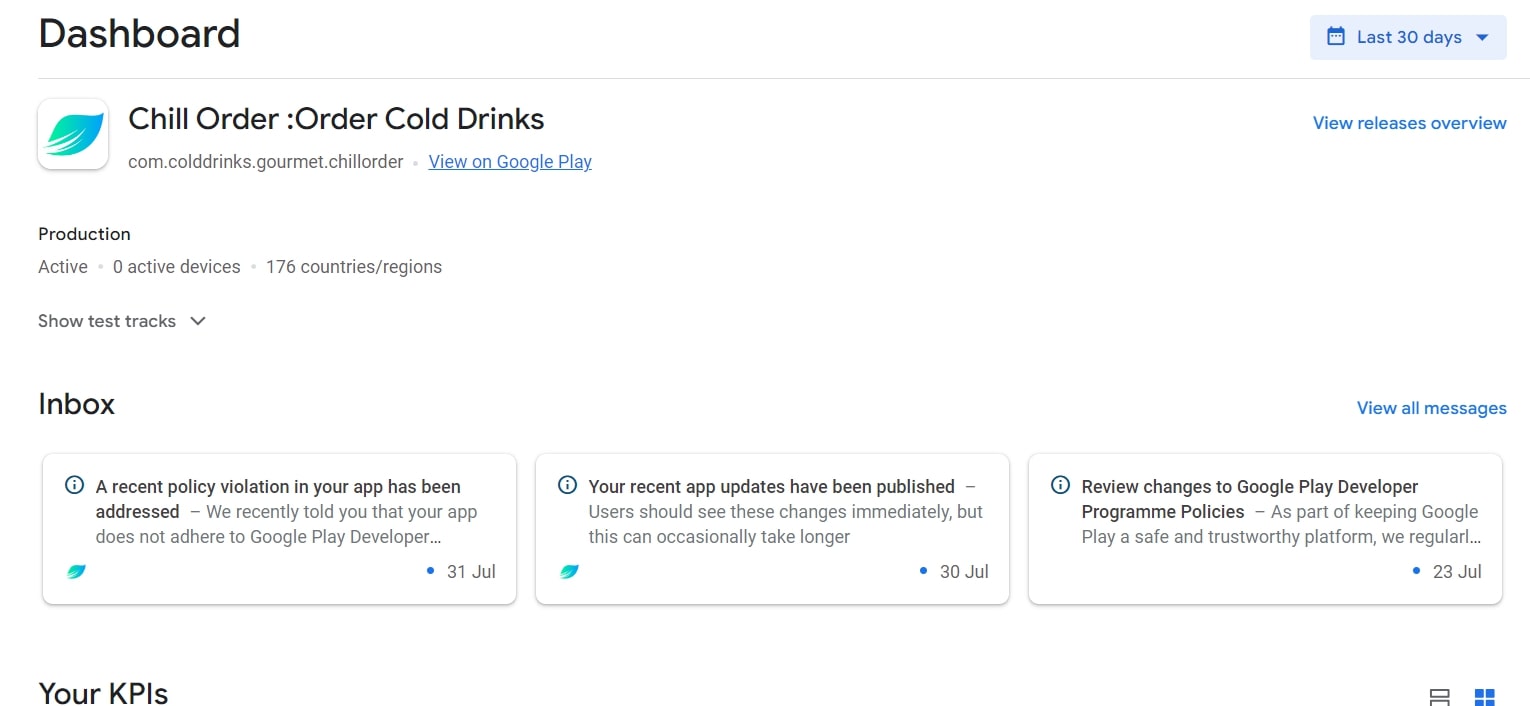 Dashboard
Last 30 days
Chill Order :Order Cold Drinks
View releases overview
com.colddrinks.gourmet.chillorder • View on Google Play
Production
Active • 0 active devices • 176 countries/regions
Show test tracks
Inbox
View all messages
A recent policy violation in your app has been
addressed – We recently told you that your app
does not adhere to Google Play Developer…
31 Jul
Your recent app updates have been published –
Users should see these changes immediately, but
this can occasionally take longer
30 Jul
Review changes to Google Play Developer
Programme Policies – As part of keeping Google
Play a safe and trustworthy platform, we regularl…
23 Jul
Your KPIs